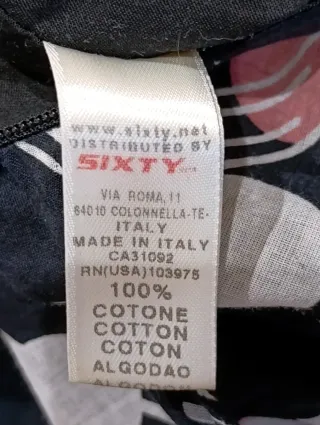 www.sixty.net
DISTRIBUTED BY
SIXTY
VIA ROMA,11
64010 COLONNELLA-TE-
ITALY
MADE IN ITALY
CA31092
RN(USA)103975
100%
COTONE
COTTON
COTON
ALGODAO
ALGODON